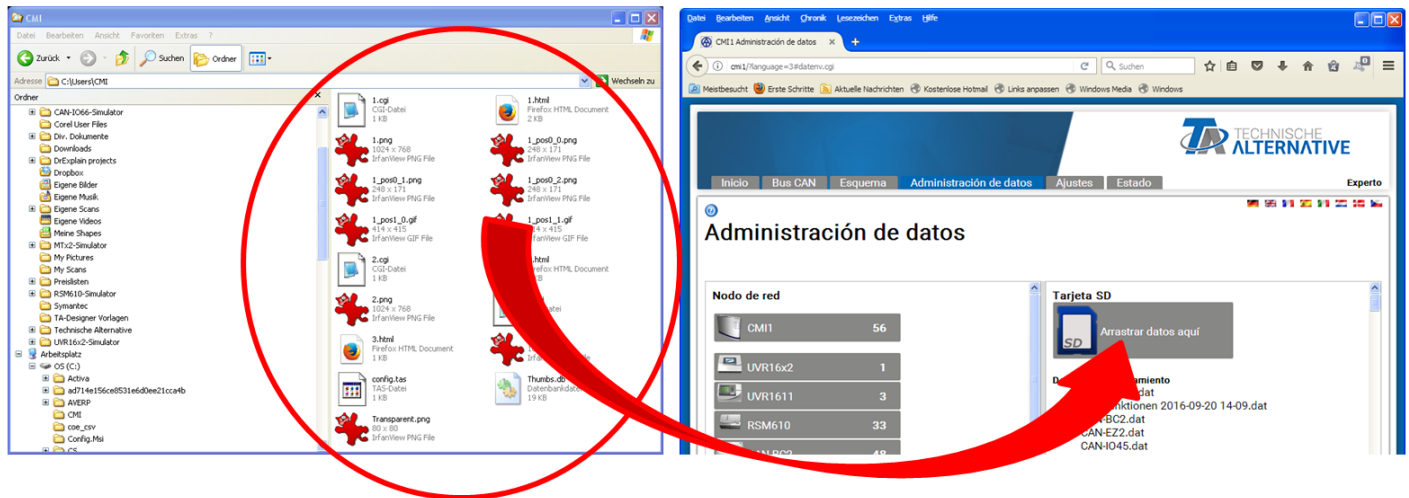 CMI
Datei Bearbeiten Ansicht Favoriten Extras ?
Zurück Suchen Ordner
Adresse C:\Users\CMI Wechseln zu
Ordner
CAN-IO66-Simulator
Corel User Files
Div. Dokumente
Downloads
DrExplain projects
Dropbox
Eigene Bilder
Eigene Musik
Eigene Scans
Eigene Videos
Meine Shapes
MTx2-Simulator
My Pictures
My Scans
Preislisten
RSM610-Simulator
Symantec
TA-Designer Vorlagen
Technische Alternative
UVR16x2-Simulator
Arbeitsplatz
OS (C:)
Activa
ad714e156ce8531e6d0ee21cca4b
AVERP
CMI
coe_csv
Config.Msi
CS
1.cgi
CGI-Datei
1 KB
1.html
Firefox HTML Document
2 KB
1.png
1024 x 768
IrfanView PNG File
1_pos0_0.png
248 x 171
IrfanView PNG File
1_pos0_1.png
248 x 171
IrfanView PNG File
1_pos0_2.png
248 x 171
IrfanView PNG File
1_pos1_0.gif
414 x 415
IrfanView GIF File
1_pos1_1.gif
414 x 415
IrfanView GIF File
2.cgi
CGI-Datei
1 KB
.html
Firefox HTML Document
KB
2.png
1024 x 768
IrfanView PNG File
3.html
Firefox HTML Document
1 KB
config.tas
TAS-Datei
1 KB
Thumbs.db
Datenbankdatei
19 KB
Transparent.png
80 x 80
IrfanView PNG File
Datei Bearbeiten Ansicht Chronik Lesezeichen Extras Hilfe
CMI1 Administración de datos
cmi1/?language=3#datenv.cgi
Suchen
Meistbesucht Erste Schritte Aktuelle Nachrichten Kostenlose Hotmail Links anpassen Windows Media Windows
TECHNISCHE
ALTERNATIVE
Inicio Bus CAN Esquema Administración de datos Ajustes Estado Experto
Administración de datos
Nodo de red
CMI1 56
UVR16x2 1
UVR1611 3
RSM610 33
CAN-BC2 48
Tarjeta SD
SD
Arrastrar datos aquí
.dat
nktionen 2016-09-20 14-09.dat
AN-BC2.dat
CAN-EZ2.dat
CAN-IO45.dat